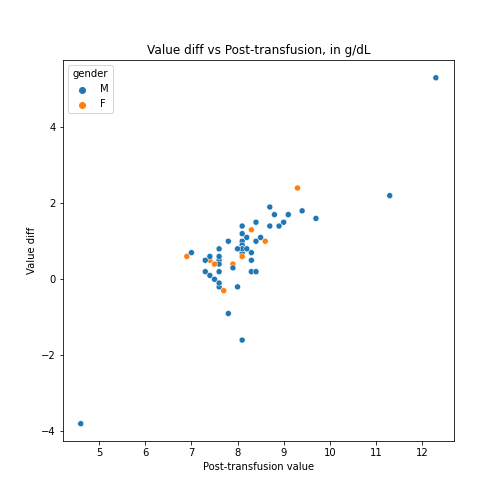 Value diff vs Post-transfusion, in g/dL
gender
M
F
Value diff
4
2
0
−2
−4
5 6 7 8 9 10 11 12
Post-transfusion value